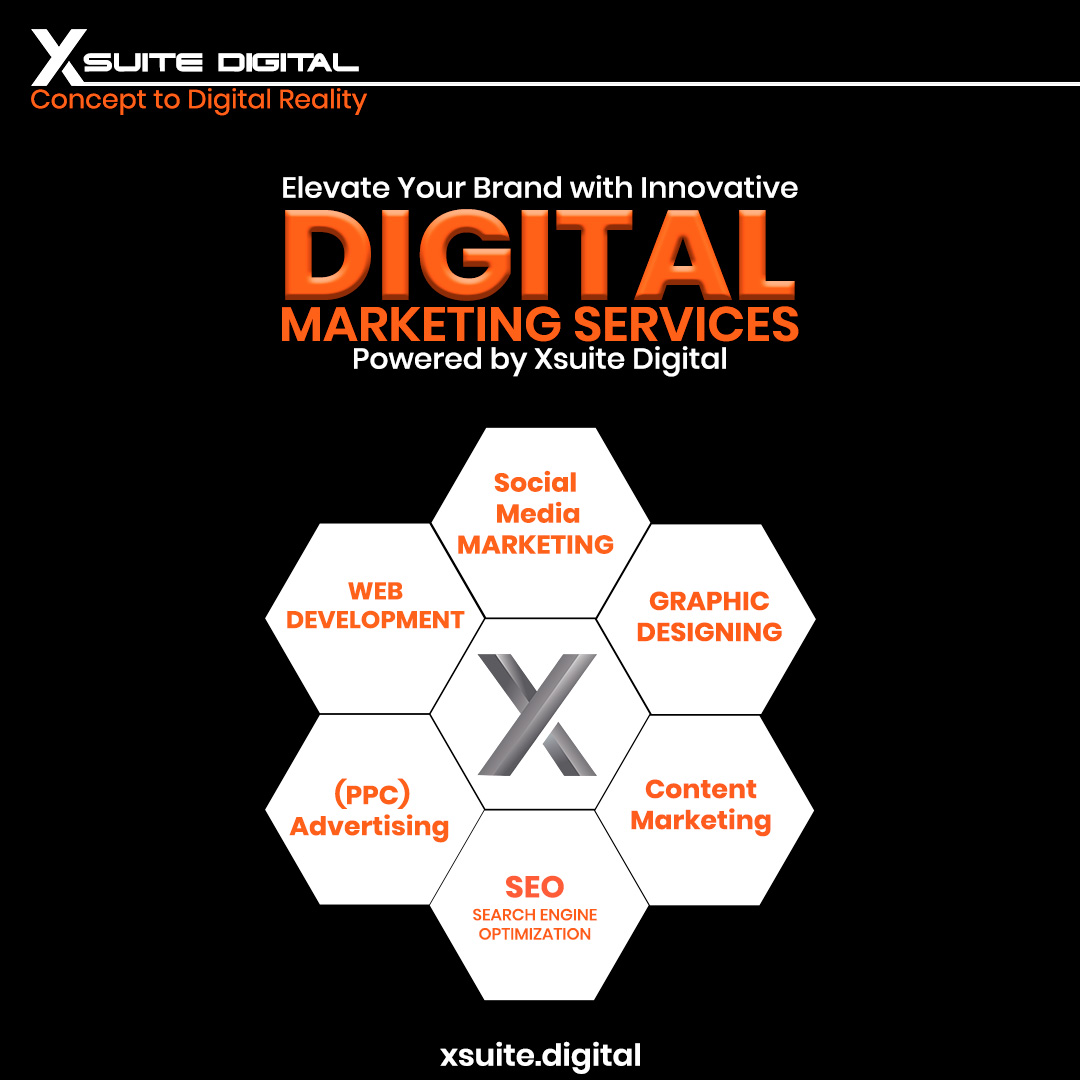 XSUITE DIGITAL
Concept to Digital Reality
Elevate Your Brand with Innovative
DIGITAL
MARKETING SERVICES
Powered by Xsuite Digital
Social
Media
MARKETING
WEB
DEVELOPMENT
GRAPHIC
DESIGNING
X
(PPC)
Advertising
Content
Marketing
SEO
SEARCH ENGINE
OPTIMIZATION
xsuite.digital